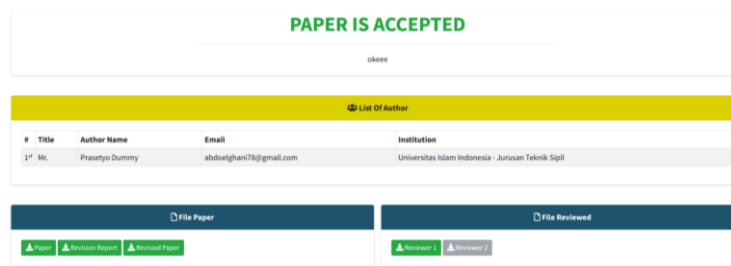 PAPER IS ACCEPTED
okeee
List Of Author
# Title Author Name Email Institution
1st Mr. Prasetyo Dummy abdoelghani78@gmail.com Universitas Islam Indonesia - Jurusan Teknik Sipil
File Paper
Paper Revision Report Revisied Paper
File Reviewed
Reviewer 1 Reviewer 2